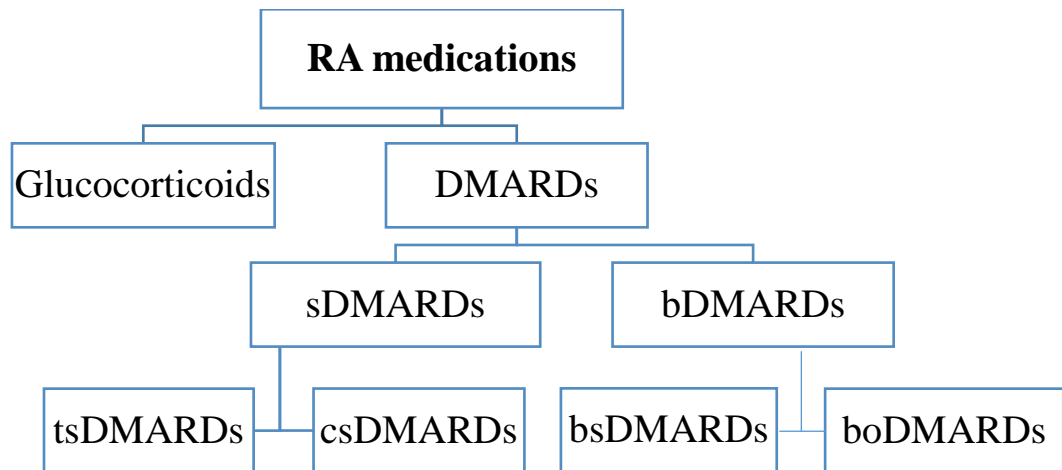 RA medications
Glucocorticoids
DMARDs
sDMARDs
bDMARDs
tsDMARDs
csDMARDs
bsDMARDs
boDMARDs